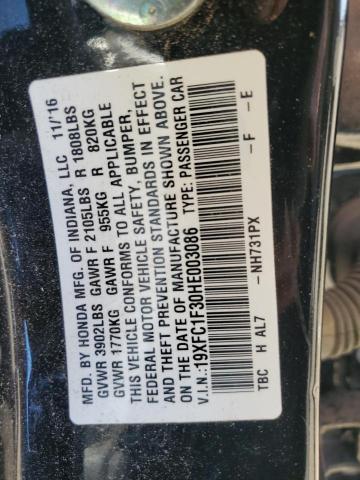 MFD. BY HONDA MFG. OF INDIANA, LLC 11/16
GVWR 3902LBS GAWR F 2105LBS R 1808LBS
GVWR 1770KG GAWR F 955KG R 820KG
THIS VEHICLE CONFORMS TO ALL APPLICABLE
FEDERAL MOTOR VEHICLE SAFETY, BUMPER,
AND THEFT PREVENTION STANDARDS IN EFFECT
ON THE DATE OF MANUFACTURE SHOWN ABOVE.
V.I.N.:19XFC1F30HE003086 TYPE: PASSENGER CAR
-NH731PX -F -E
TBC H AL7